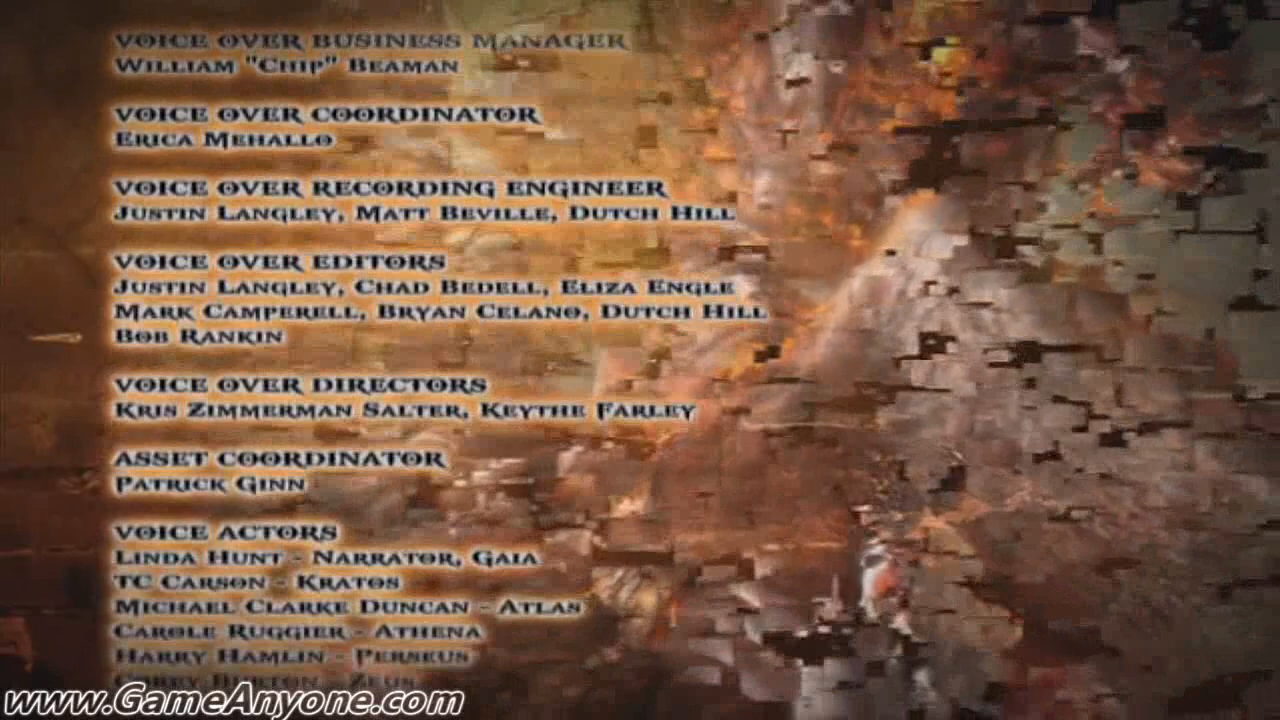 VOICE OVER BUSINESS MANAGER
WILLIAM "CHIP" BEAMAN
VOICE OVER COORDINATOR
ERICA MEHALLO
VOICE OVER RECORDING ENGINEER
JUSTIN LANGLEY, MATT BEVILLE, DUTCH HILL
VOICE OVER EDITORS
JUSTIN LANGLEY, CHAD BEDELL, ELIZA ENGLE
MARK CAMPERELL, BRYAN CELANO, DUTCH HILL
BOB RANKIN
VOICE OVER DIRECTORS
KRIS ZIMMERMAN SALTER, KEYTHE FARLEY
ASSET COORDINATOR
PATRICK GINN
VOICE ACTORS
LINDA HUNT - NARRATOR, GAIA
TC CARSON - KRATOS
MICHAEL CLARKE DUNCAN - ATLAS
CAROLE RUGGIER - ATHENA
HARRY HAMLIN - PERSEUS
COREY BURTON - ZEUS
www.GameAnyone.com